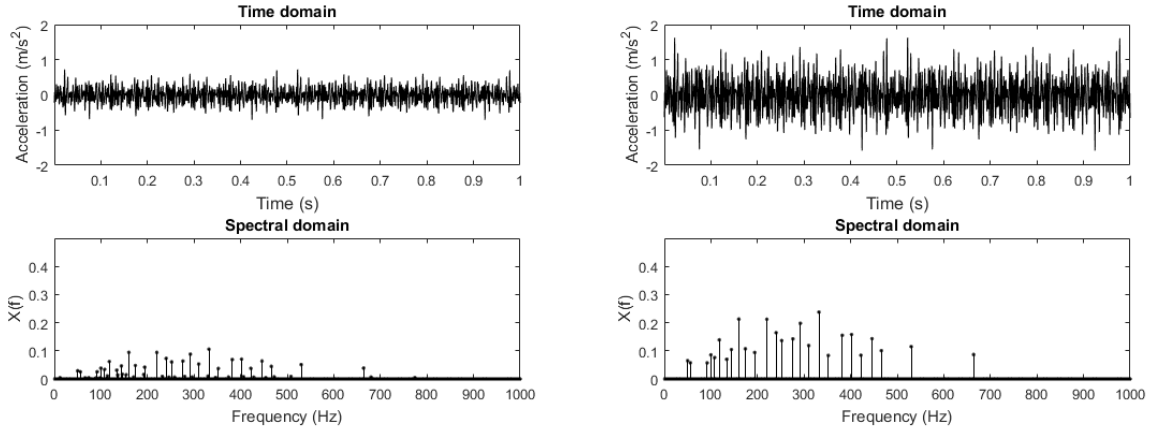 Time domain
Acceleration (m/s²)
2
1
0
-1
-2
0.1 0.2 0.3 0.4 0.5 0.6 0.7 0.8 0.9 1
Time (s)
Spectral domain
X(f)
0.4
0.3
0.2
0.1
0
0 100 200 300 400 500 600 700 800 900 1000
Frequency (Hz)
Time domain
Acceleration (m/s²)
2
1
0
-1
-2
0.1 0.2 0.3 0.4 0.5 0.6 0.7 0.8 0.9 1
Time (s)
Spectral domain
X(f)
0.4
0.3
0.2
0.1
0
0 100 200 300 400 500 600 700 800 900 1000
Frequency (Hz)